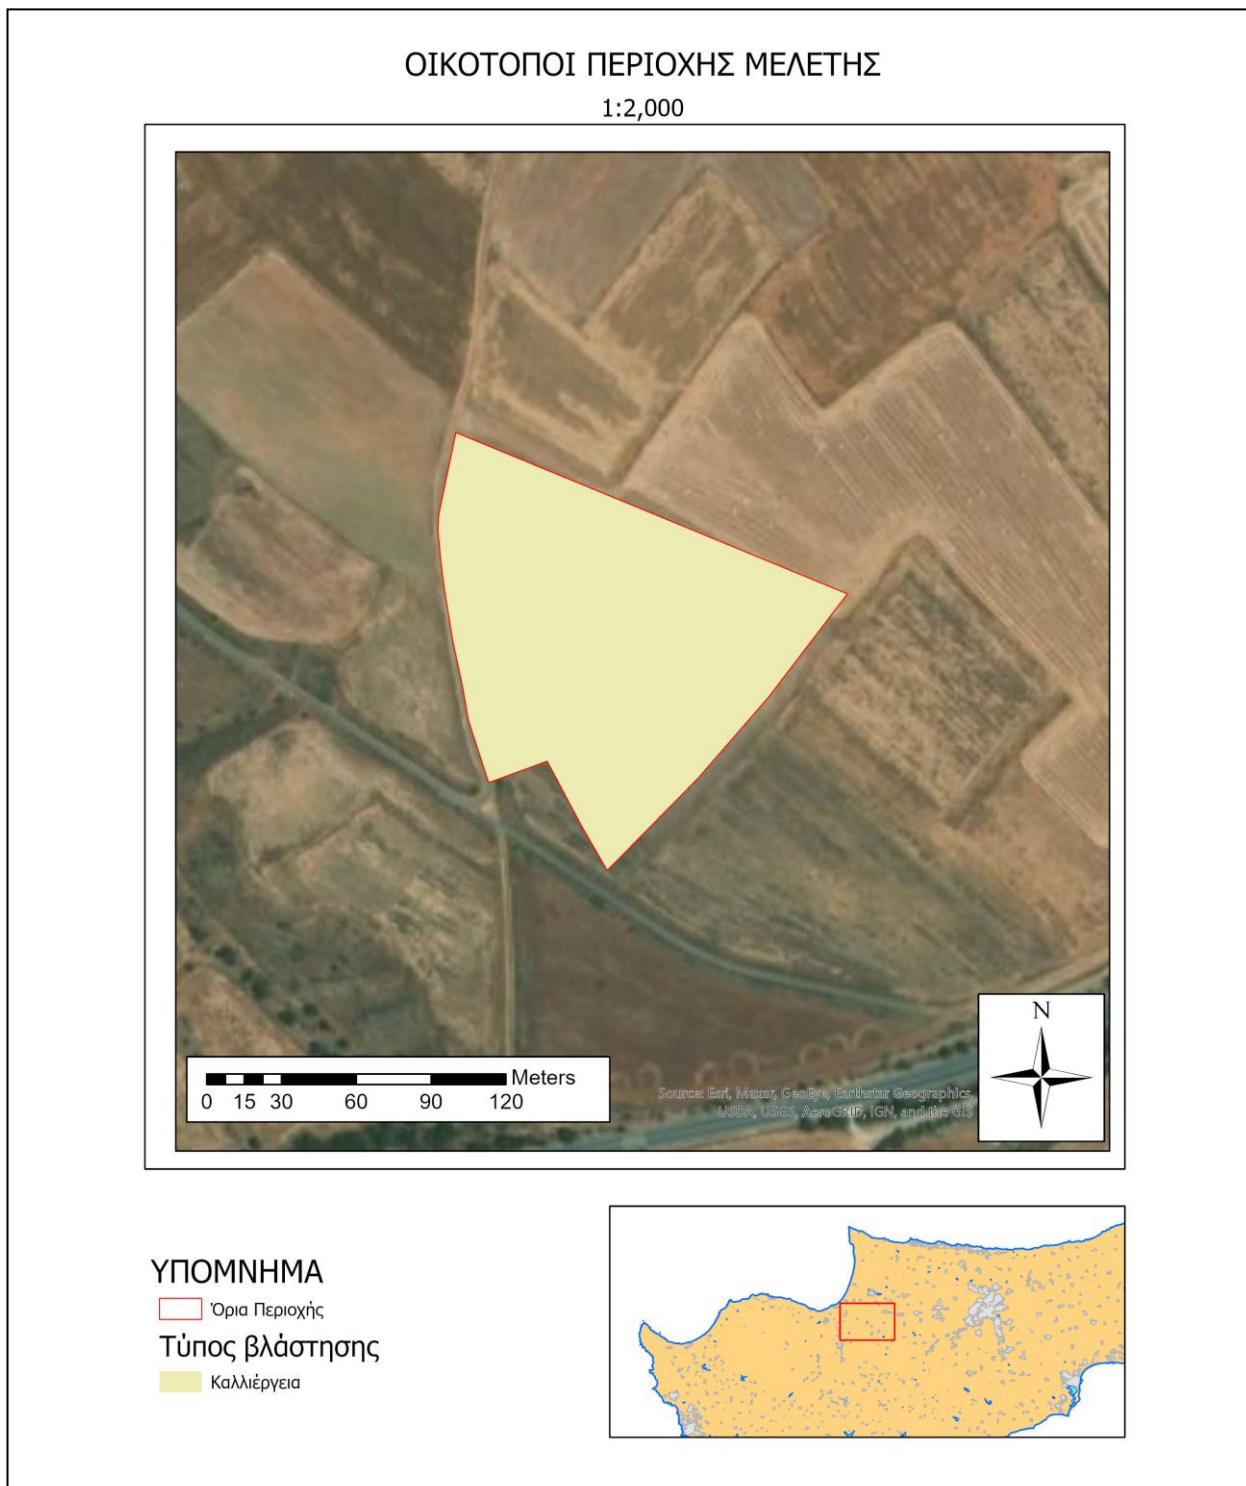 ΟΙΚΟΤΟΠΟΙ ΠΕΡΙΟΧΗΣ ΜΕΛΕΤΗΣ
1:2,000
N
Meters
0 15 30 60 90 120
Source: Esri, Maxar, GeoEye, Earthstar Geographics,
USDA, USGS, AeroGRID, IGN, and the GIS
ΥΠΟΜΝΗΜΑ
Όρια Περιοχής
Τύπος βλάστησης
Καλλιέργεια